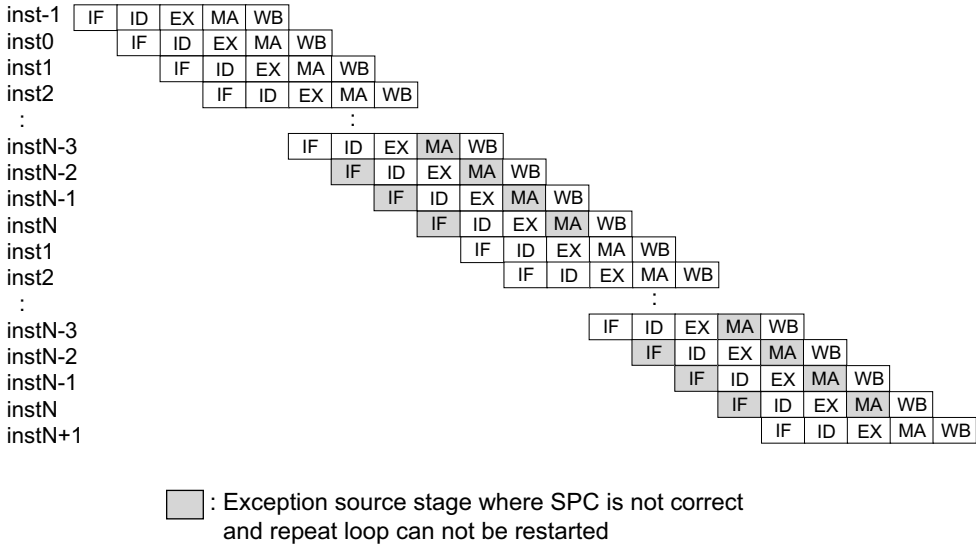 inst-1 IF ID EX MA WB
inst0 IF ID EX MA WB
inst1 IF ID EX MA WB
inst2 IF ID EX MA WB
: :
instN-3 IF ID EX MA WB
instN-2 IF ID EX MA WB
instN-1 IF ID EX MA WB
instN IF ID EX MA WB
inst1 IF ID EX MA WB
inst2 IF ID EX MA WB
: :
instN-3 IF ID EX MA WB
instN-2 IF ID EX MA WB
instN-1 IF ID EX MA WB
instN IF ID EX MA WB
instN+1 IF ID EX MA WB
: Exception source stage where SPC is not correct
and repeat loop can not be restarted